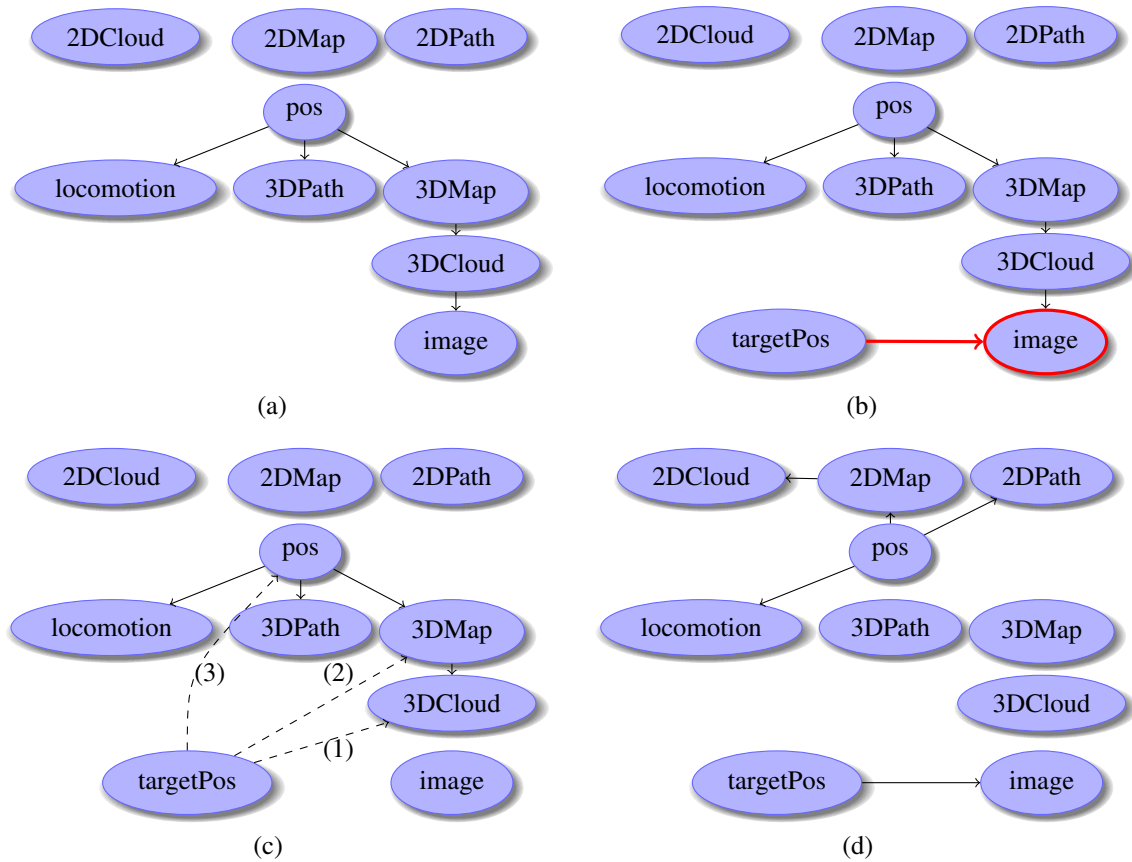 2DCloud 2DMap 2DPath
pos
locomotion 3DPath 3DMap
3DCloud
image
(a)
2DCloud 2DMap 2DPath
pos
locomotion 3DPath 3DMap
3DCloud
targetPos image
(b)
2DCloud 2DMap 2DPath
pos
locomotion 3DPath 3DMap
(3) (2)
3DCloud
(1)
targetPos image
(c)
2DCloud 2DMap 2DPath
pos
locomotion 3DPath 3DMap
3DCloud
targetPos image
(d)